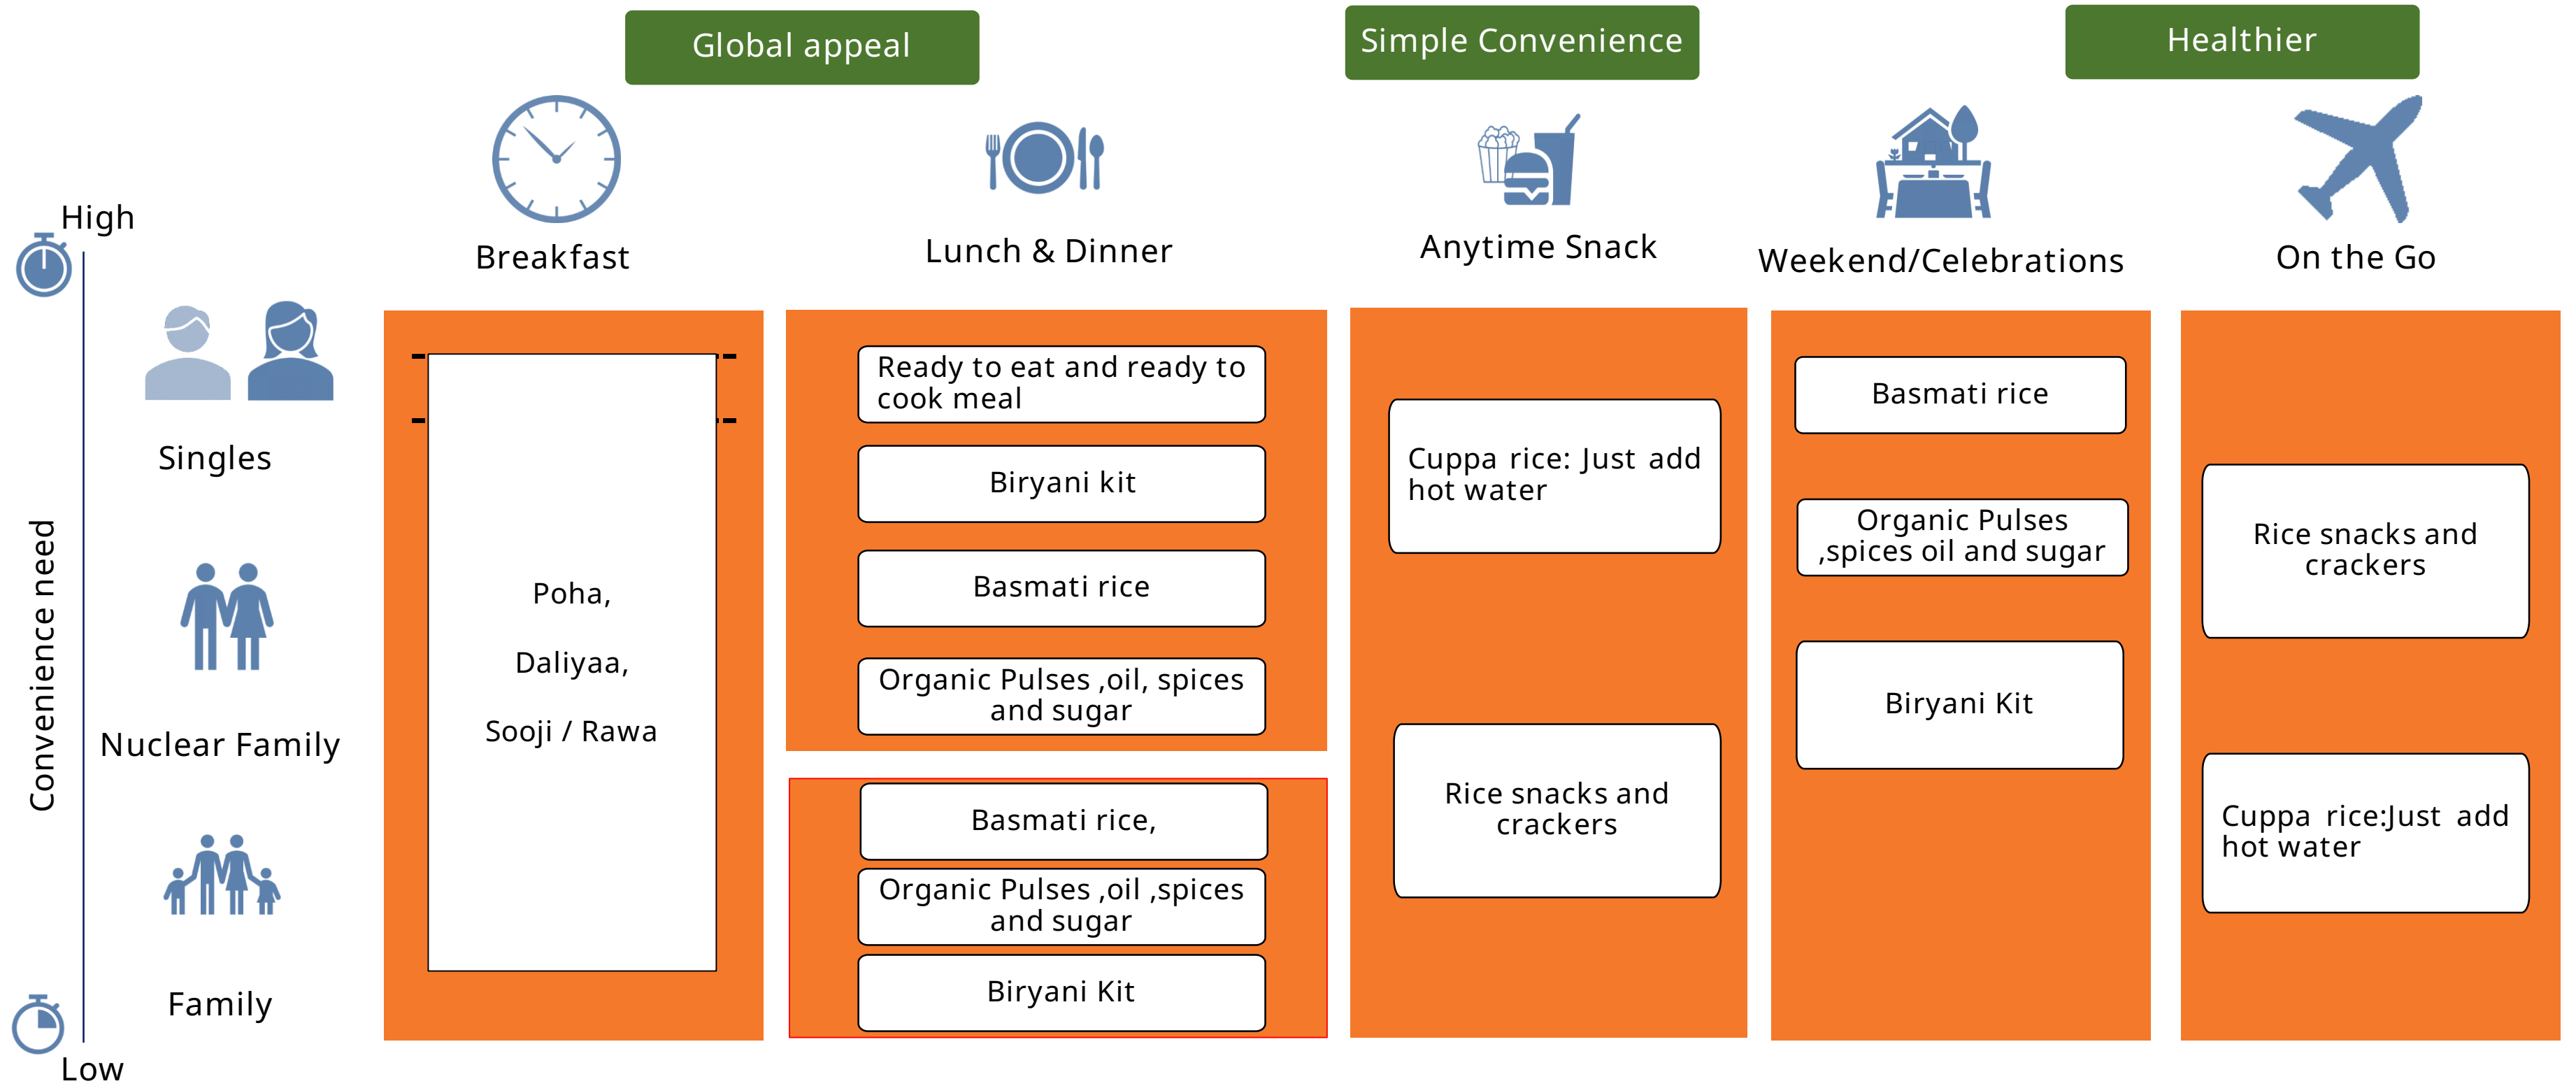 Global appeal
Simple Convenience
Healthier
Breakfast
Lunch & Dinner
Anytime Snack
Weekend/Celebrations
On the Go
High
Convenience need
Low
Singles
Nuclear Family
Family
Poha,
Daliyaa,
Sooji / Rawa
Ready to eat and ready to
cook meal
Biryani kit
Basmati rice
Organic Pulses ,oil, spices
and sugar
Basmati rice,
Organic Pulses ,oil ,spices
and sugar
Biryani Kit
Cuppa rice: Just add
hot water
Rice snacks and
crackers
Basmati rice
Organic Pulses
,spices oil and sugar
Biryani Kit
Rice snacks and
crackers
Cuppa rice:Just add
hot water